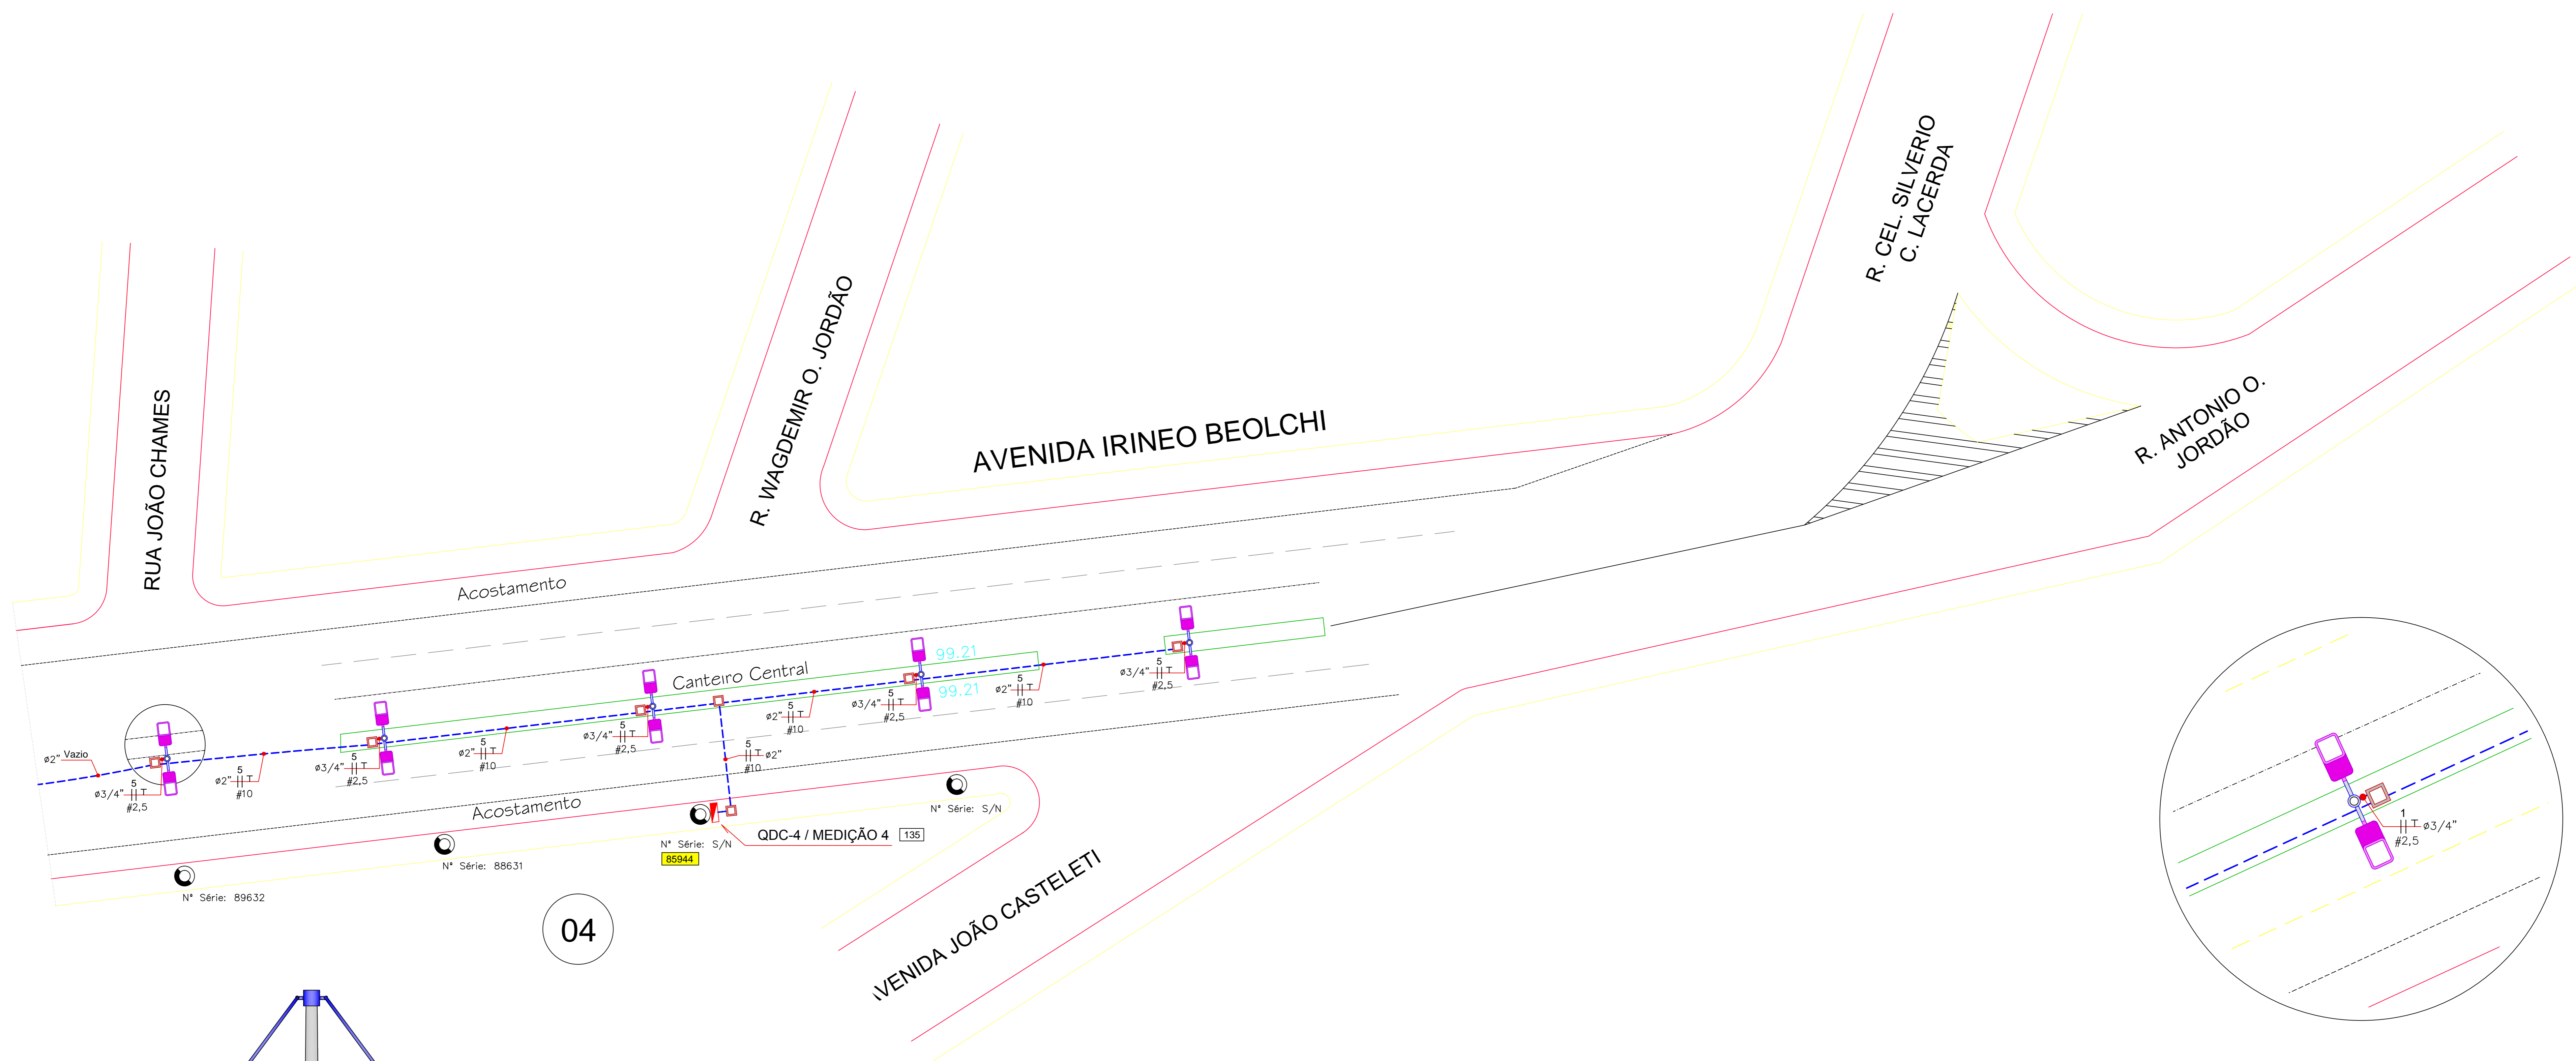 R. CEL. SILVERIO
C. LACERDA
RUA JOÃO CHAMES
R. WAGDEMIR O. JORDÃO
AVENIDA IRINEO BEOLCHI
R. ANTONIO O.
JORDÃO
Acostamento
Canteiro Central
99.21
99.21
ø2" Vazio
5
ø3/4" T
#2,5
5
ø2" T
#10
5
ø3/4" T
#2,5
5
ø2" T
#10
5
ø3/4" T
#2,5
5
T ø2"
#10
5
ø2" T
#10
5
ø3/4" T
#2,5
5
ø2" T
#10
5
ø3/4" T
#2,5
Acostamento
N° Série: 89632
N° Série: 88631
N° Série: S/N
85944
QDC-4 / MEDIÇÃO 4 135
N° Série: S/N
1
T ø3/4"
#2,5
04
VENIDA JOÃO CASTELETI